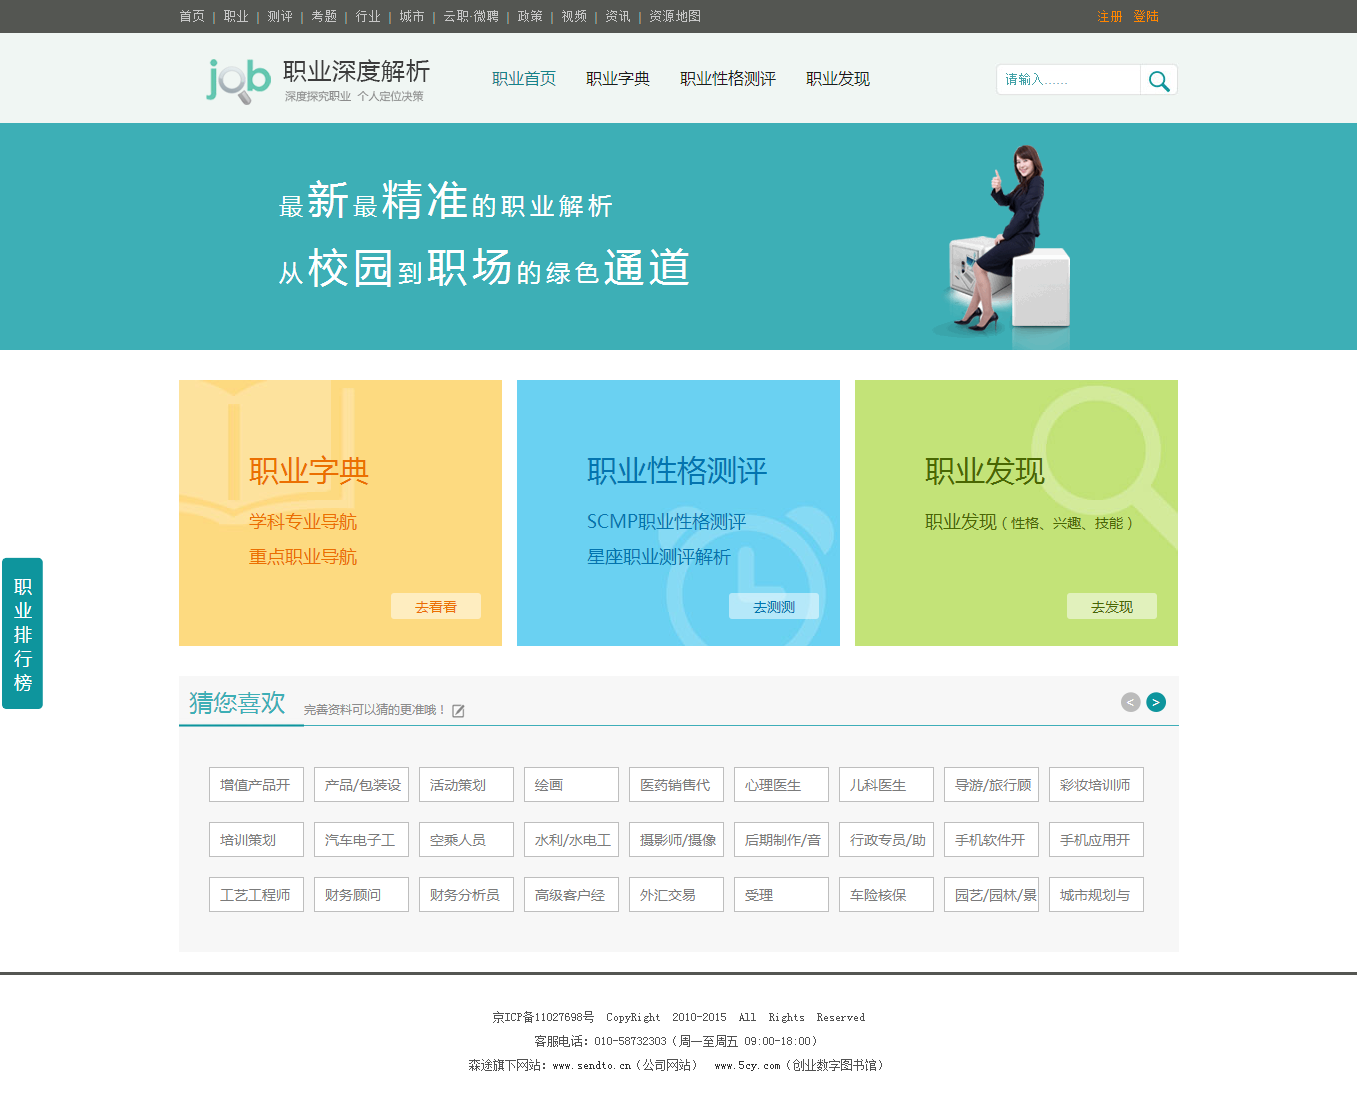 首页 | 职业 | 测评 | 考题 | 行业 | 城市 | 云职·微聘 | 政策 | 视频 | 资讯 | 资源地图
注册 登陆
job 职业深度解析
深度探究职业 个人定位决策
职业首页 职业字典 职业性格测评 职业发现
请输入……
最新最精准的职业解析
从校园到职场的绿色通道
职业字典
学科专业导航
重点职业导航
去看看
职业性格测评
SCMP职业性格测评
星座职业测评解析
去测测
职业发现
职业发现（性格、兴趣、技能）
去发现
职业排行榜
猜您喜欢 完善资料可以猜的更准哦！
< >
增值产品开 产品/包装设 活动策划 绘画 医药销售代 心理医生 儿科医生 导游/旅行顾 彩妆培训师
培训策划 汽车电子工 空乘人员 水利/水电工 摄影师/摄像 后期制作/音 行政专员/助 手机软件开 手机应用开
工艺工程师 财务顾问 财务分析员 高级客户经 外汇交易 受理 车险核保 园艺/园林/景 城市规划与
京ICP备11027698号 CopyRight 2010-2015 All Rights Reserved
客服电话：010-58732303（周一至周五 09:00-18:00）
森途旗下网站：www.sendto.cn（公司网站） www.5cy.com（创业数字图书馆）